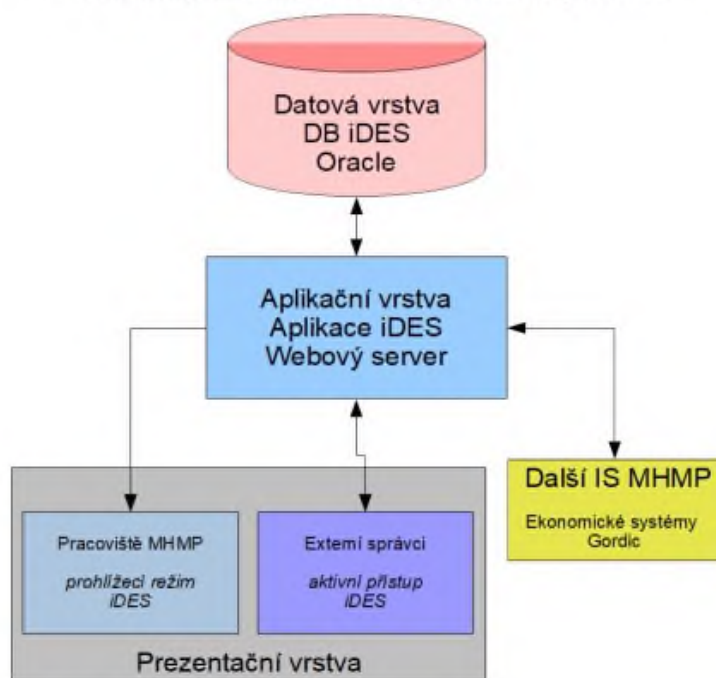 Datová vrstva
DB iDES
Oracle
Aplikační vrstva
Aplikace iDES
Webový server
Další IS MHMP
Ekonomické systémy
Gordic
Pracoviště MHMP
prohlížecí režim
iDES
Externí správci
aktivní přístup
iDES
Prezentační vrstva